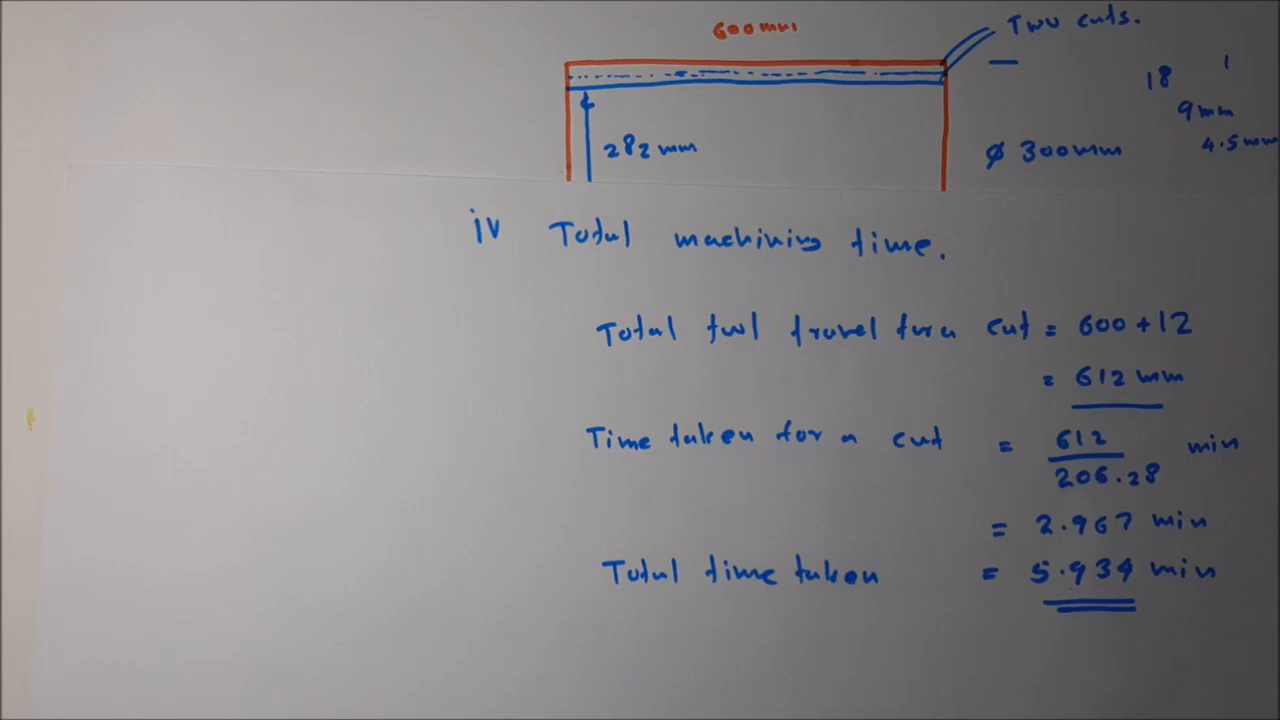 600mm
Two cuts.
18
9mm
4.5mm
282mm
ø 300mm
iv Total machining time.
Total tool travel for a cut = 600+12
= 612 mm
Time taken for a cut = 612 / 206.28 min
= 2.967 min
Total time taken = 5.934 min